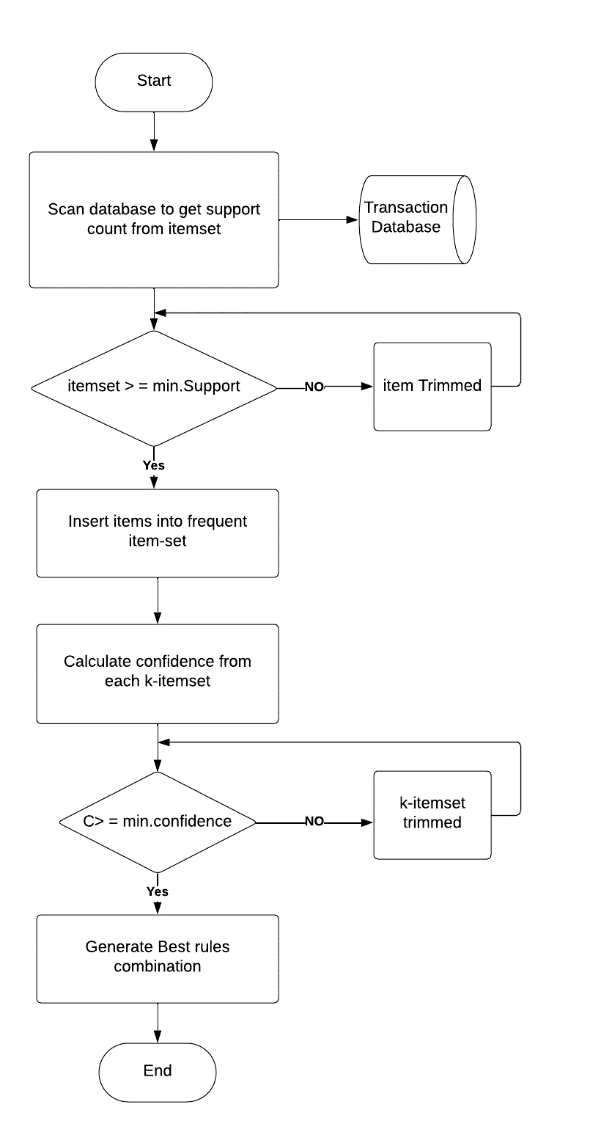 Start
Scan database to get support
count from itemset
Transaction
Database
itemset > = min.Support
NO
item Trimmed
Yes
Insert items into frequent
item-set
Calculate confidence from
each k-itemset
C> = min.confidence
NO
k-itemset
trimmed
Yes
Generate Best rules
combination
End